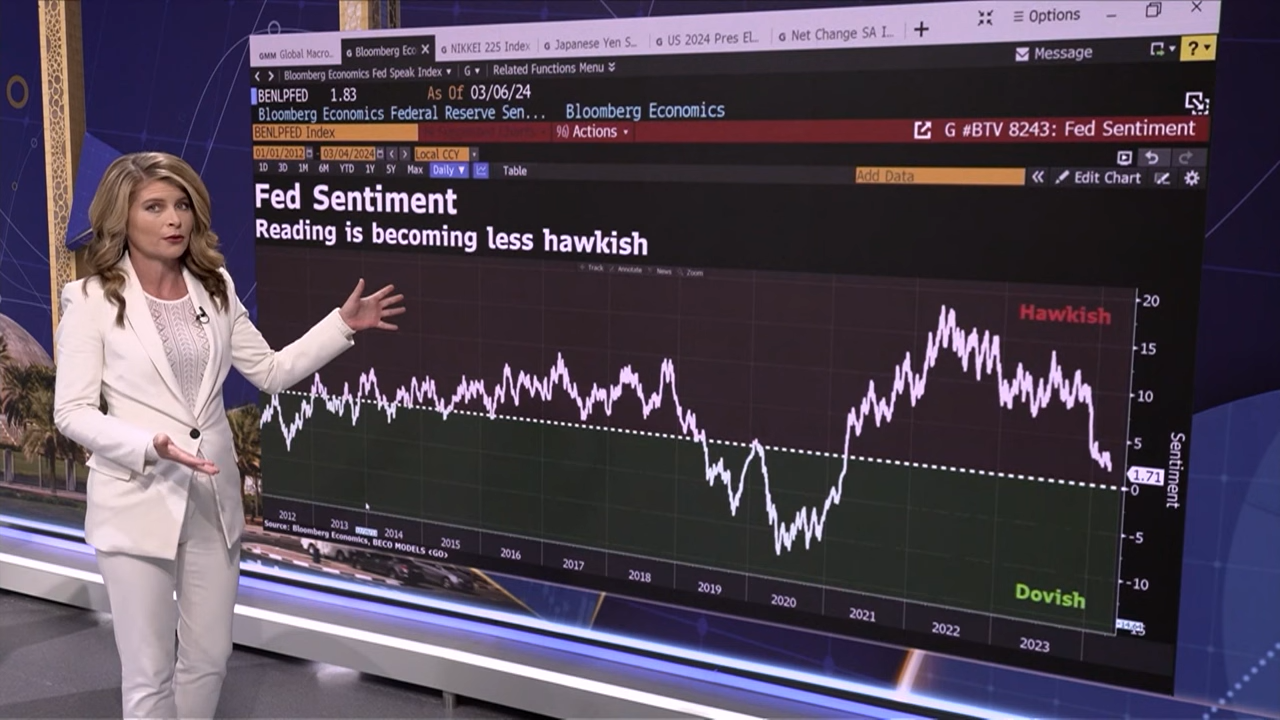 GMM Global Macro...
G Bloomberg Eco X
G NIKKEI 225 Index
G Japanese Yen S...
G US 2024 Pres El...
G Net Change SA I...
+
Options
Message
?
< > Bloomberg Economics Fed Speak Index
G
Related Functions Menu
BENLPFED 1.83 As Of 03/06/24
Bloomberg Economics Federal Reserve Sen... Bloomberg Economics
BENLPFED Index
96) Actions
G #BTV 8243: Fed Sentiment
01/01/2012 - 03/04/2024
Local CCY
1D 3D 1M 6M YTD 1Y 5Y Max Daily
Table
Add Data
Edit Chart
Fed Sentiment
Reading is becoming less hawkish
Track Annotate News Zoom
Hawkish
20
15
10
5
1.71
0
-5
-10
Sentiment
Dovish
2012 2013 2014 2015 2016 2017 2018 2019 2020 2021 2022 2023
Source: Bloomberg Economics, BECO MODELS <GO>